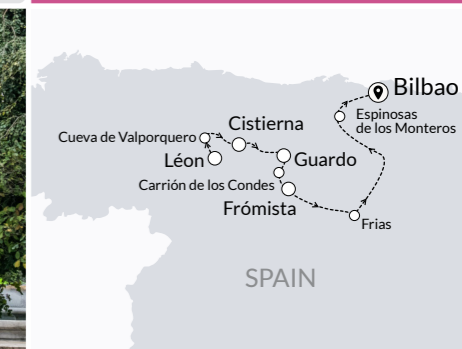 Bilbao
Espinosas
de los Monteros
Cistierna
Cueva de Valporquero
Léon
Guardo
Carrión de los Condes
Frómista
Frias
SPAIN